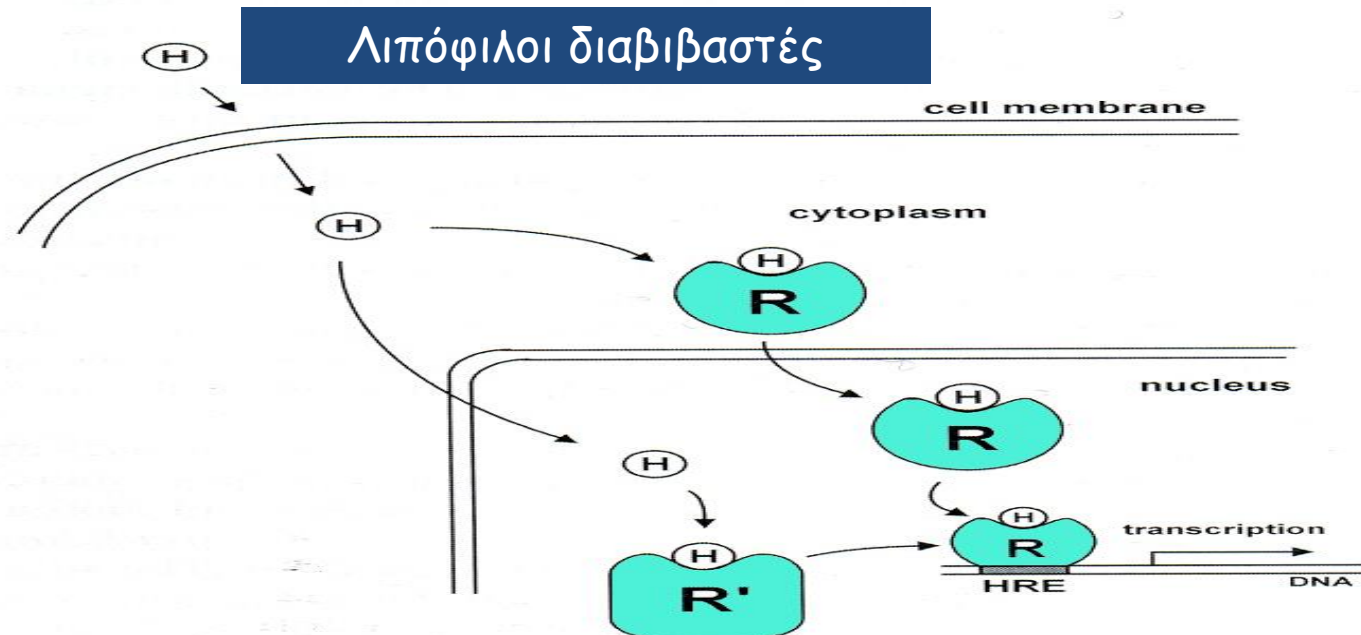 Λιπόφιλοι διαβιβαστές
H
cell membrane
H
cytoplasm
H
R
nucleus
H
R
H
H
R
transcription
HRE
DNA
H
R'